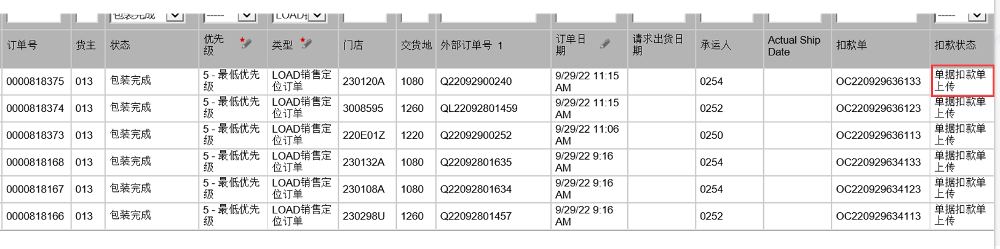 包装完成 ----- LOAD -----
订单号 货主 状态 优先级 类型 门店 交货地 外部订单号 1 订单日期 请求出货日期 承运人 Actual Ship Date 扣款单 扣款状态
0000818375 013 包装完成 5 - 最低优先级 LOAD销售定位订单 230120A 1080 Q22092900240 9/29/22 11:15 AM 0254 OC220929636133 单据扣款单上传
0000818374 013 包装完成 5 - 最低优先级 LOAD销售定位订单 3008595 1260 QL22092801459 9/29/22 11:15 AM 0252 OC220929636123 单据扣款单上传
0000818373 013 包装完成 5 - 最低优先级 LOAD销售定位订单 220E01Z 1220 Q22092900252 9/29/22 11:06 AM 0250 OC220929636113 单据扣款单上传
0000818168 013 包装完成 5 - 最低优先级 LOAD销售定位订单 230132A 1080 Q22092801635 9/29/22 9:16 AM 0254 OC220929634133 单据扣款单上传
0000818167 013 包装完成 5 - 最低优先级 LOAD销售定位订单 230108A 1080 Q22092801634 9/29/22 9:16 AM 0254 OC220929634123 单据扣款单上传
0000818166 013 包装完成 5 - 最低优先级 LOAD销售定位订单 230298U 1260 Q22092801457 9/29/22 9:16 AM 0252 OC220929634113 单据扣款单上传